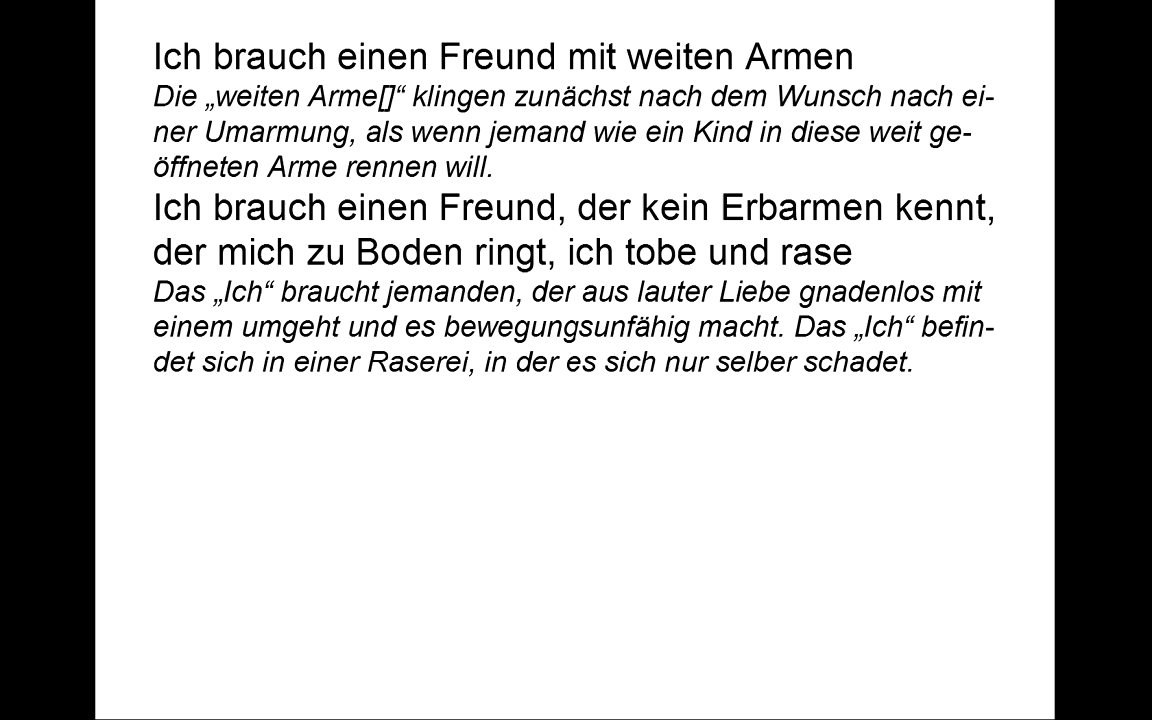 Ich brauch einen Freund mit weiten Armen
Die „weiten Arme[]“ klingen zunächst nach dem Wunsch nach ei-
ner Umarmung, als wenn jemand wie ein Kind in diese weit ge-
öffneten Arme rennen will.
Ich brauch einen Freund, der kein Erbarmen kennt,
der mich zu Boden ringt, ich tobe und rase
Das „Ich“ braucht jemanden, der aus lauter Liebe gnadenlos mit
einem umgeht und es bewegungsunfähig macht. Das „Ich“ befin-
det sich in einer Raserei, in der es sich nur selber schadet.